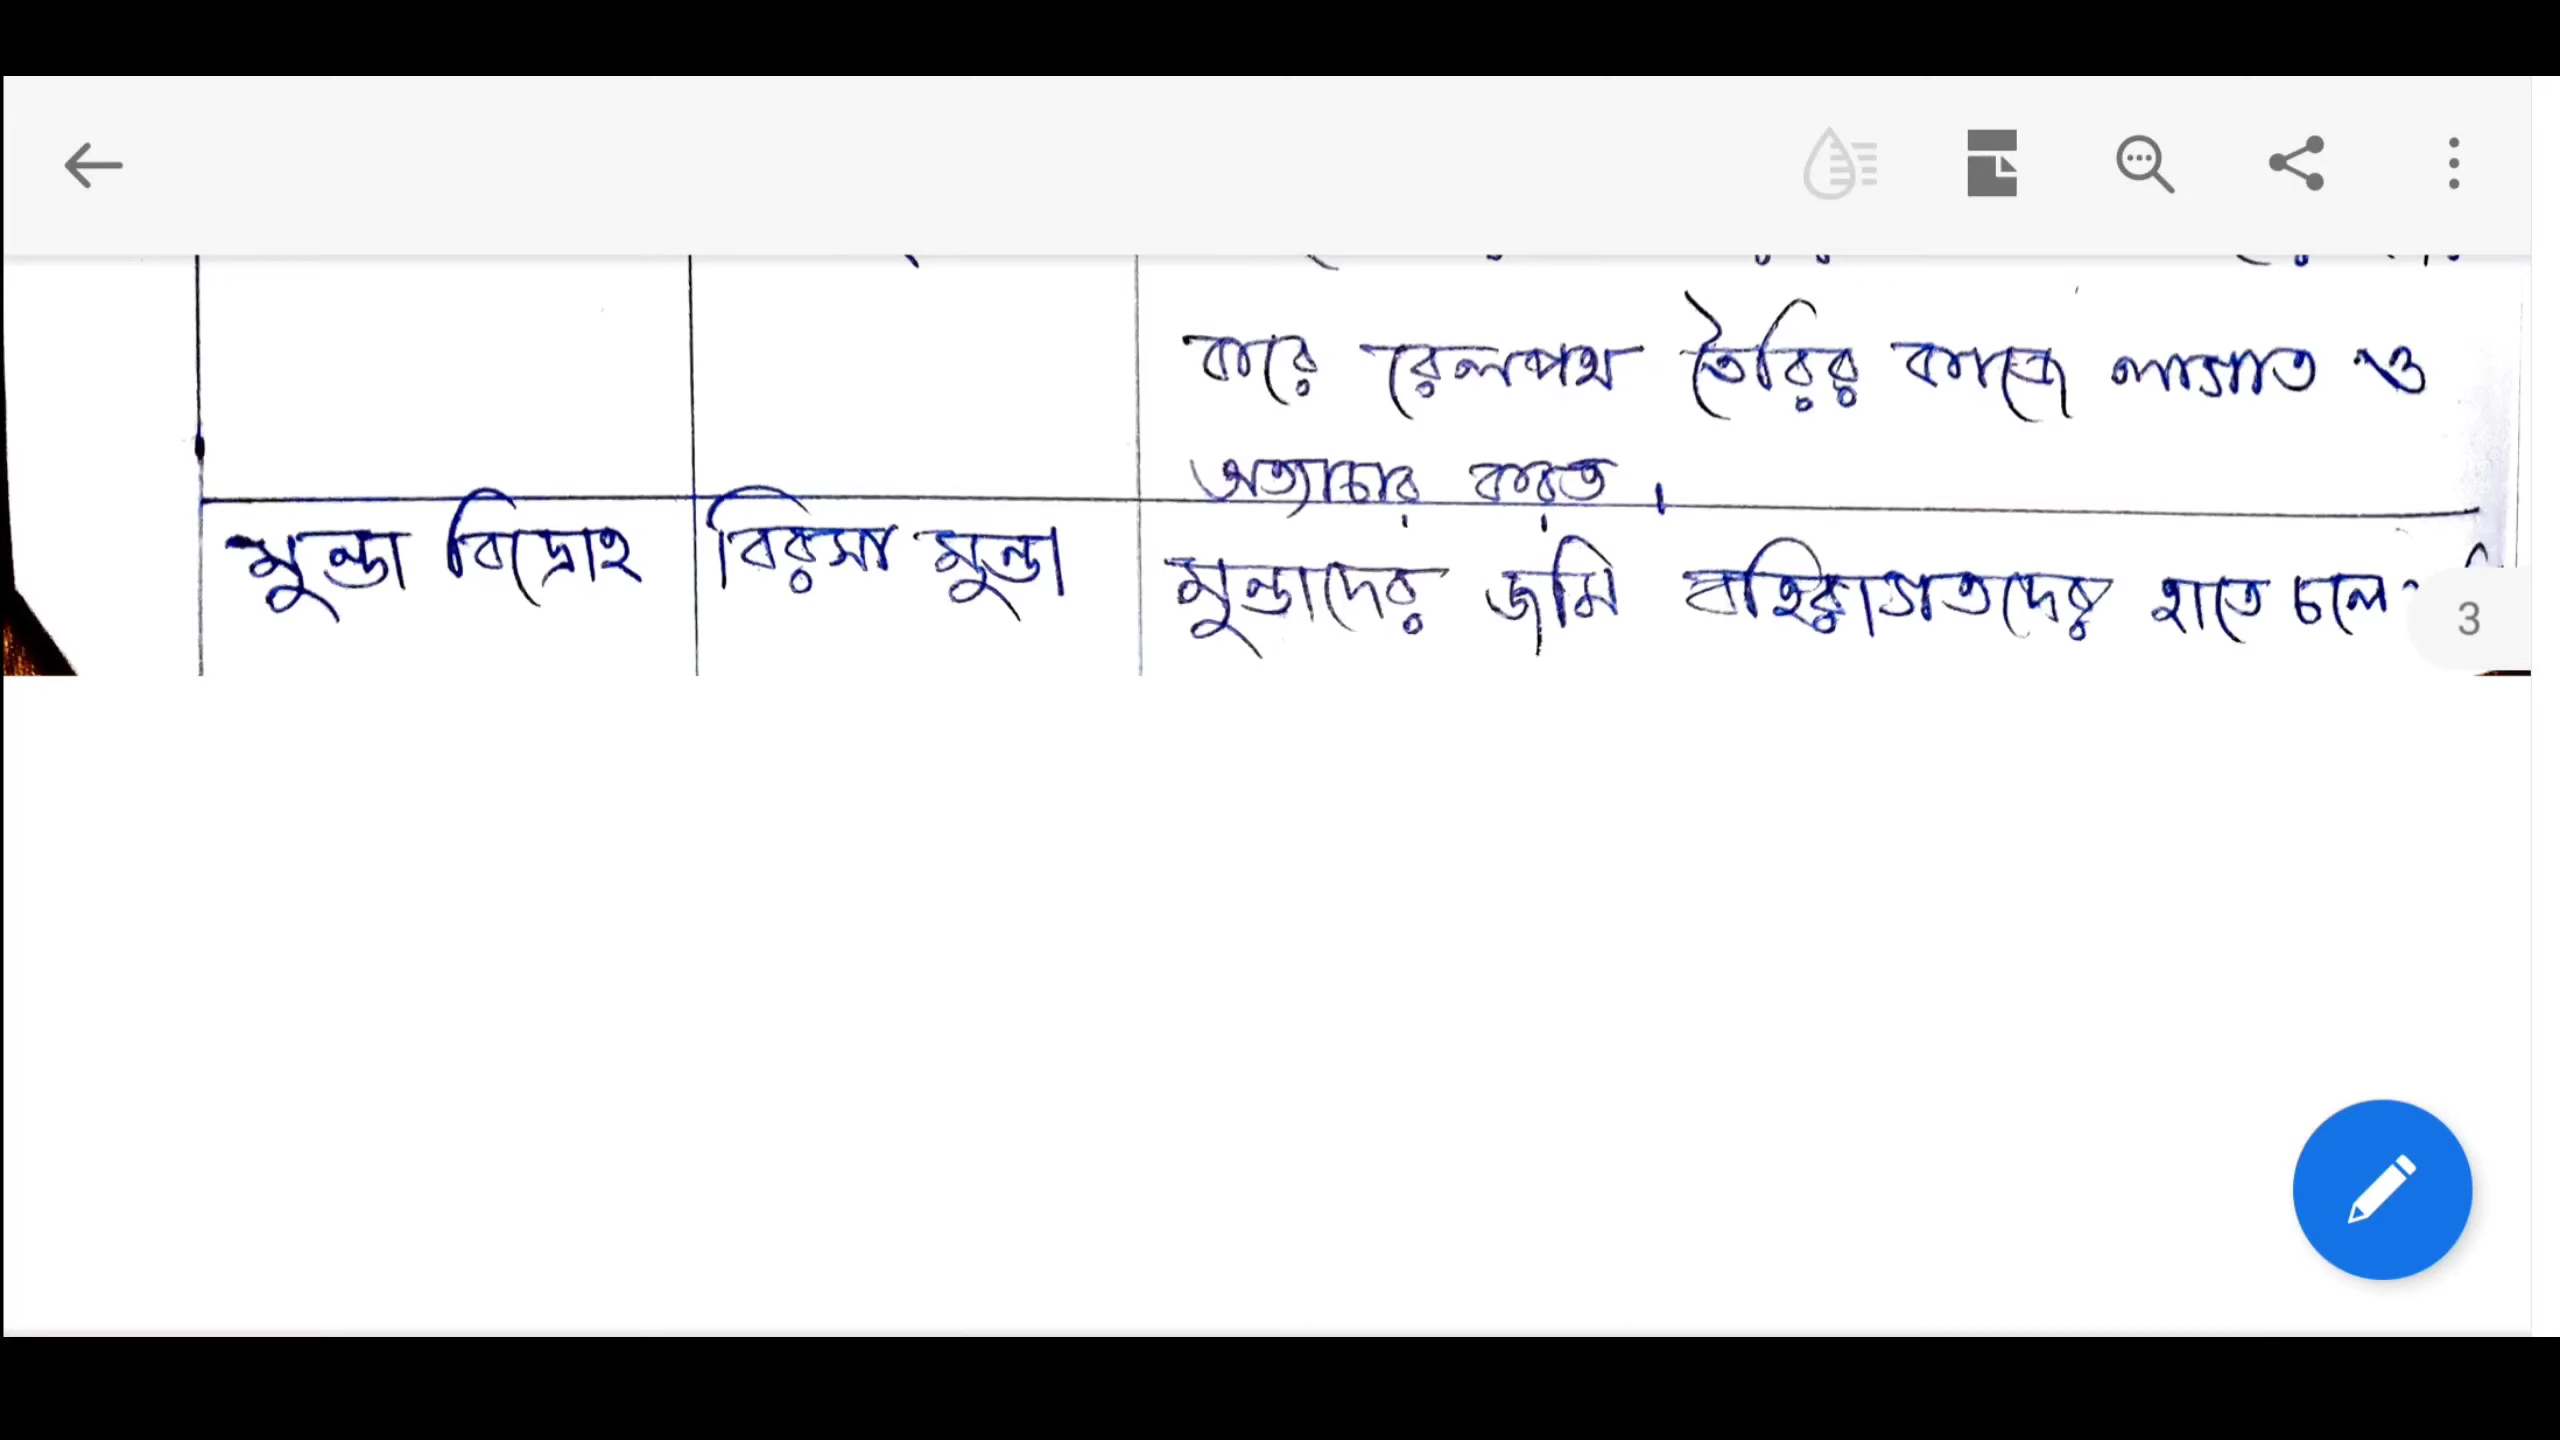 করে রেলপথ তৈরির কাজে লাগাত ও
অত্যাচার করত।
মুন্ডা বিদ্রোহ
বিরসা মুন্ডা
মুন্ডাদের জমি বহিরাগতদের হাতে চলে
3